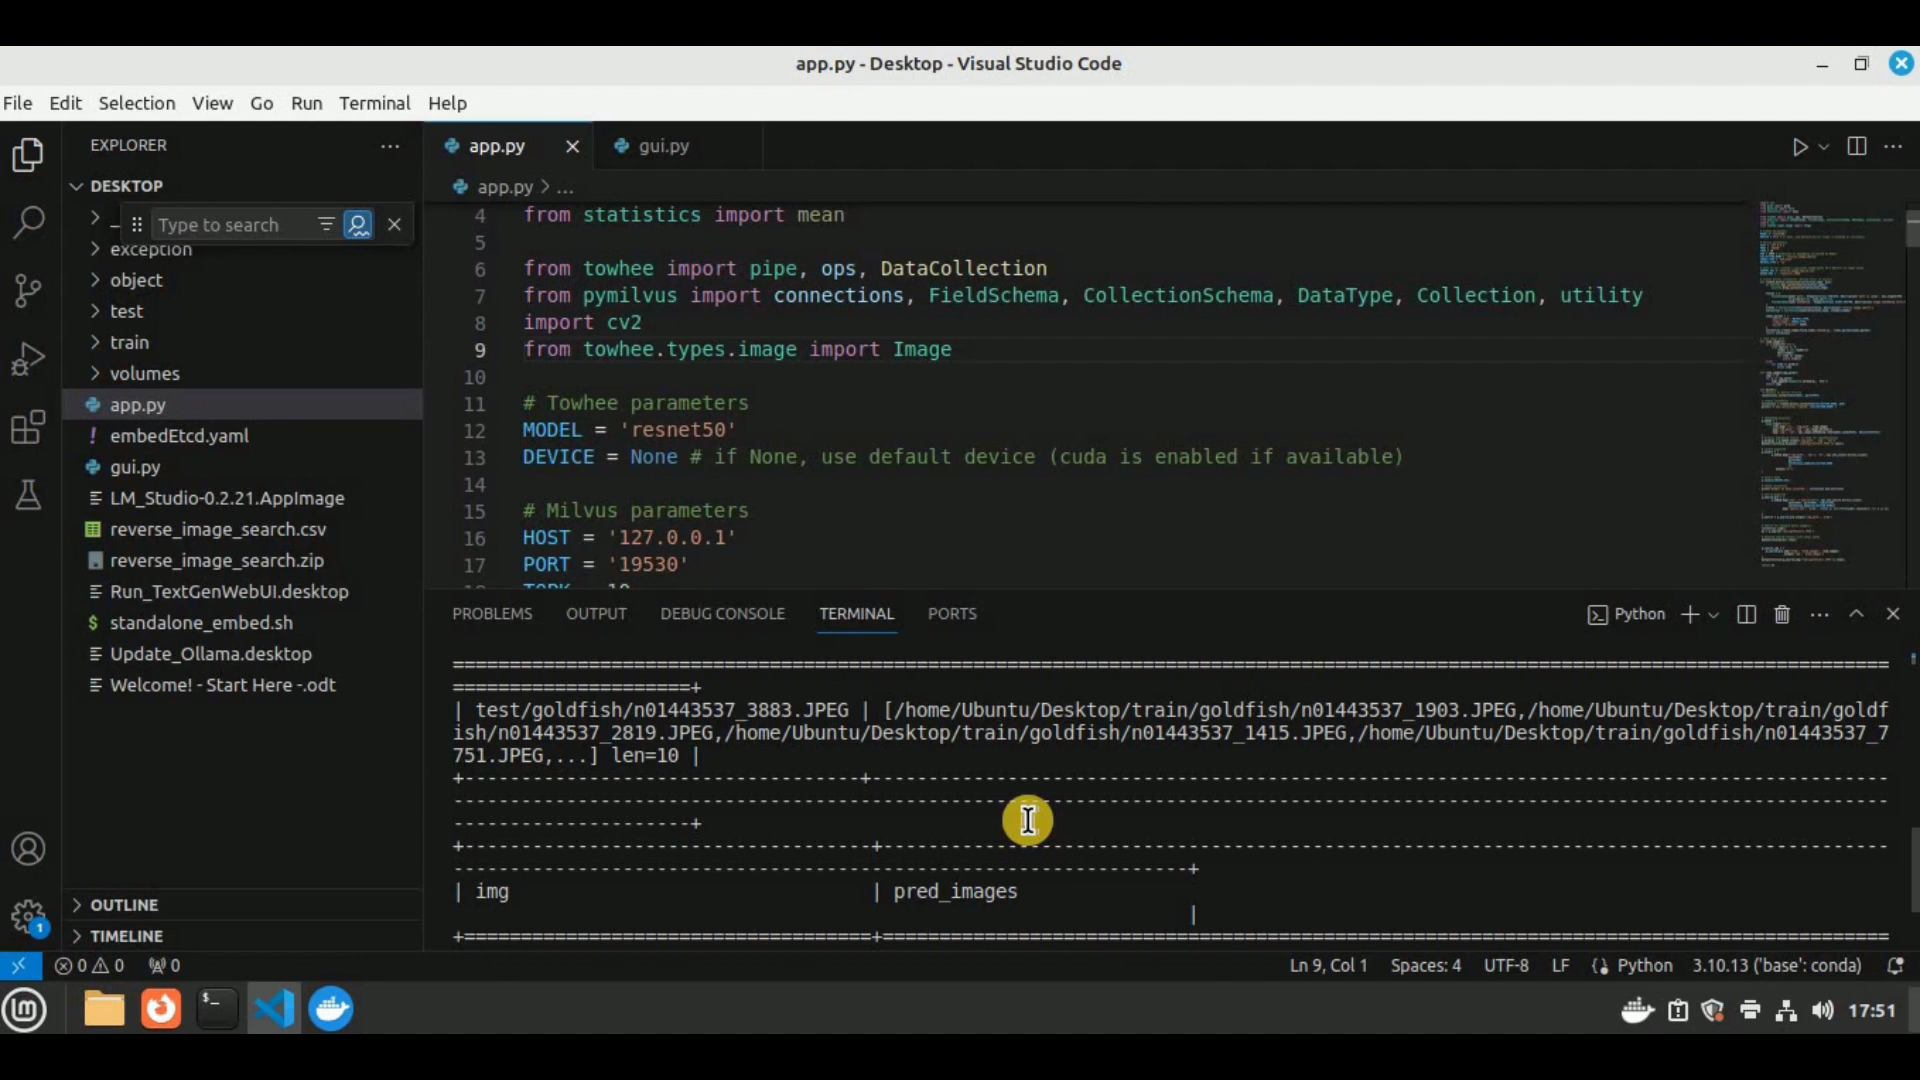 app.py - Desktop - Visual Studio Code
File Edit Selection View Go Run Terminal Help
EXPLORER
DESKTOP
Type to search
exception
object
test
train
volumes
app.py
embedEtcd.yaml
gui.py
LM_Studio-0.2.21.AppImage
reverse_image_search.csv
reverse_image_search.zip
Run_TextGenWebUI.desktop
standalone_embed.sh
Update_Ollama.desktop
Welcome! - Start Here -.odt
OUTLINE
TIMELINE
app.py gui.py
app.py > ...
4 from statistics import mean
5
6 from towhee import pipe, ops, DataCollection
7 from pymilvus import connections, FieldSchema, CollectionSchema, DataType, Collection, utility
8 import cv2
9 from towhee.types.image import Image
10
11 # Towhee parameters
12 MODEL = 'resnet50'
13 DEVICE = None # if None, use default device (cuda is enabled if available)
14
15 # Milvus parameters
16 HOST = '127.0.0.1'
17 PORT = '19530'
PROBLEMS OUTPUT DEBUG CONSOLE TERMINAL PORTS
Python
| test/goldfish/n01443537_3883.JPEG | [/home/Ubuntu/Desktop/train/goldfish/n01443537_1903.JPEG,/home/Ubuntu/Desktop/train/goldf
ish/n01443537_2819.JPEG,/home/Ubuntu/Desktop/train/goldfish/n01443537_1415.JPEG,/home/Ubuntu/Desktop/train/goldfish/n01443537_7
751.JPEG,...] len=10 |
| img | pred_images
|
1
0 0 0
Ln 9, Col 1 Spaces: 4 UTF-8 LF Python 3.10.13 ('base': conda)
17:51